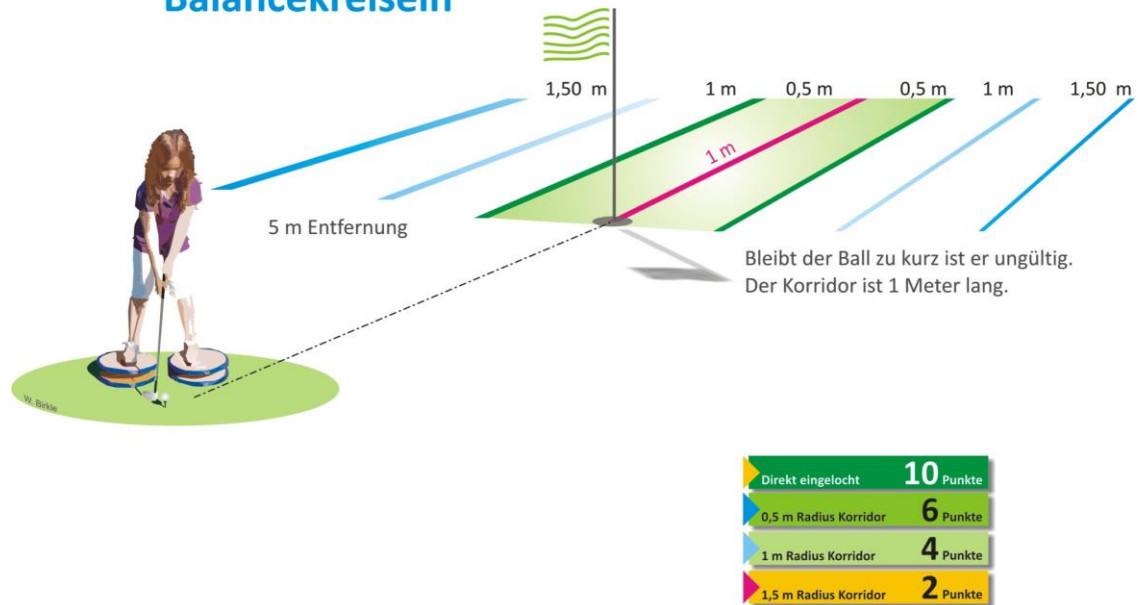 Balancekreiseln
1,50 m 1 m 0,5 m 0,5 m 1 m 1,50 m
1 m
5 m Entfernung
Bleibt der Ball zu kurz ist er ungültig.
Der Korridor ist 1 Meter lang.
W. Birkle
Direkt eingelocht 10 Punkte
0,5 m Radius Korridor 6 Punkte
1 m Radius Korridor 4 Punkte
1,5 m Radius Korridor 2 Punkte